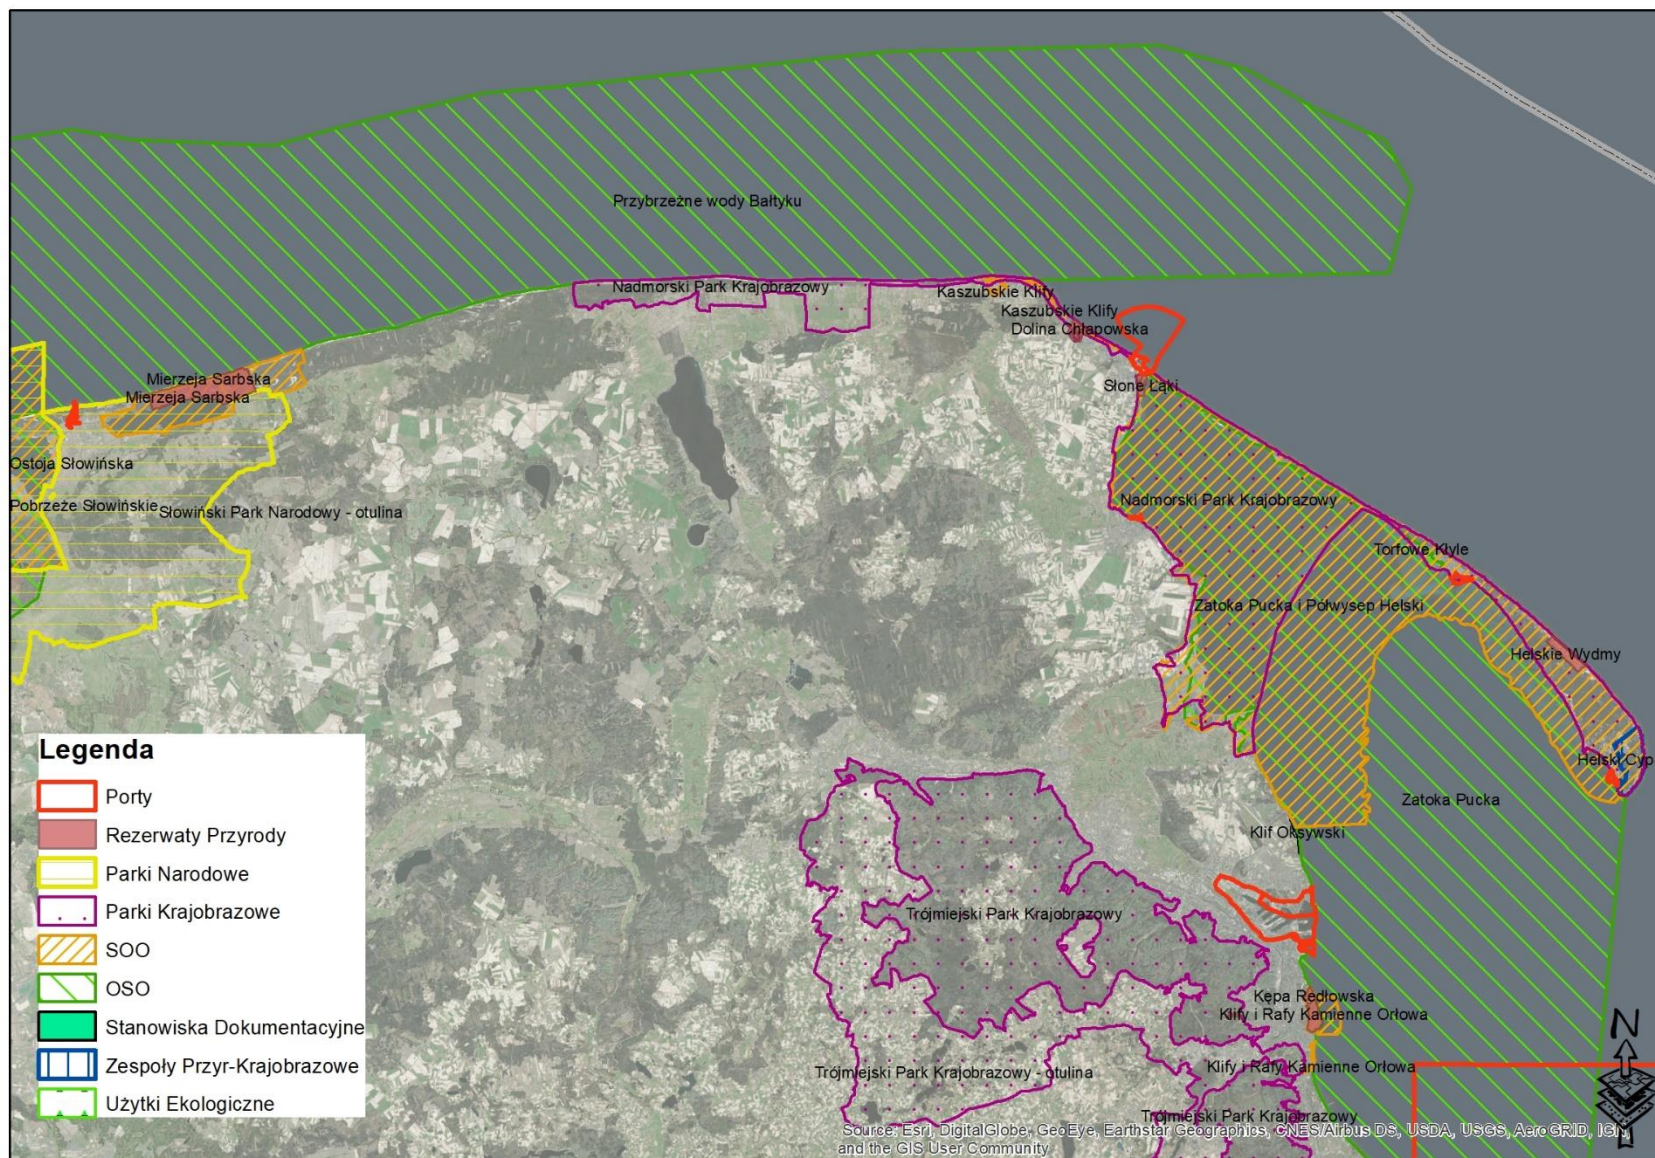 Przybrzeżne wody Bałtyku
Nadmorski Park Krajobrazowy
Kaszubskie Klify
Kaszubskie Klify
Dolina Chłapowska
Mierzeja Sarbska
Mierzeja Sarbska
Słone Łąki
Ostoja Słowińska
Pobrzeże Słowińskie
Słowiński Park Narodowy - otulina
Nadmorski Park Krajobrazowy
Torfowe Kłyle
Zatoka Pucka i Półwysep Helski
Helskie Wydmy
Helski Cyp
Zatoka Pucka
Klif Oksywski
Trójmiejski Park Krajobrazowy
Kępa Redłowska
Klify i Rafy Kamienne Orłowa
Klify i Rafy Kamienne Orłowa
Trójmiejski Park Krajobrazowy - otulina
Trójmiejski Park Krajobrazowy
Legenda
Porty
Rezerwaty Przyrody
Parki Narodowe
Parki Krajobrazowe
SOO
OSO
Stanowiska Dokumentacyjne
Zespoły Przyr-Krajobrazowe
Użytki Ekologiczne
N
Source: Esri, DigitalGlobe, GeoEye, Earthstar Geographics, CNES/Airbus DS, USDA, USGS, AeroGRID, IGN,
and the GIS User Community